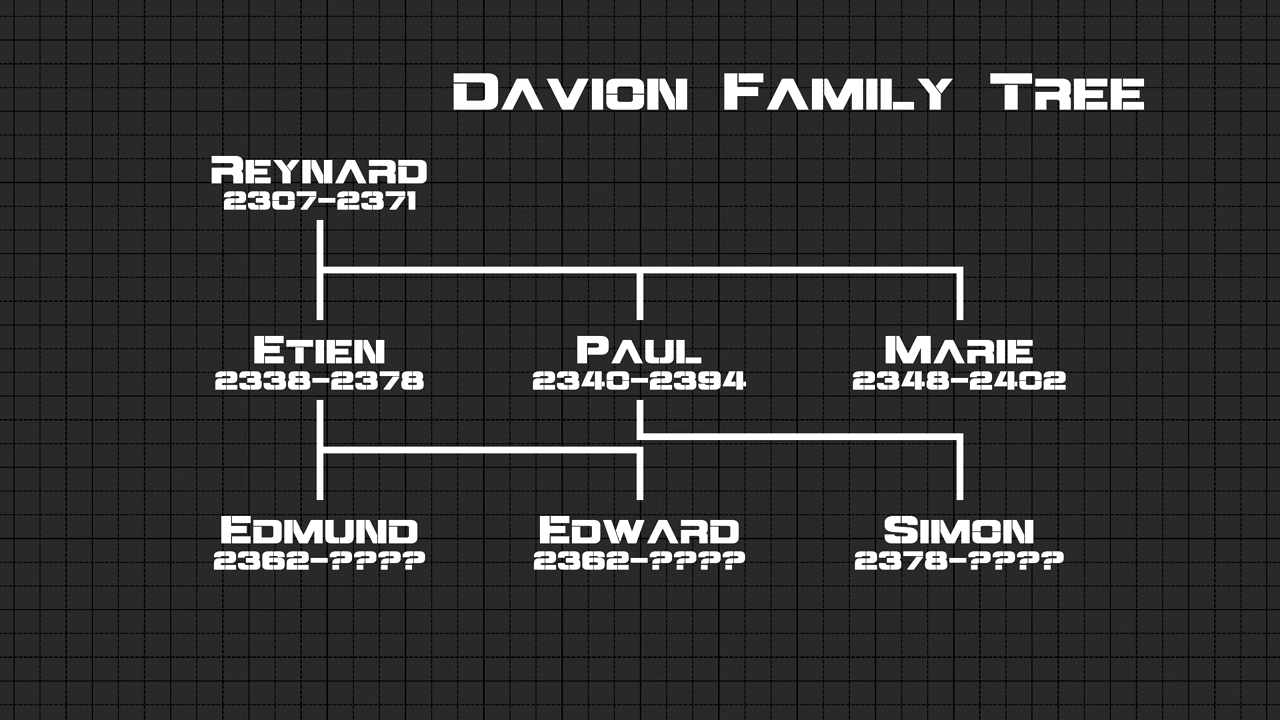 Davion Family Tree
Reynard
2307-2371
Etien Paul Marie
2338-2378 2340-2394 2348-2402
Edmund Edward Simon
2362-???? 2362-???? 2378-????